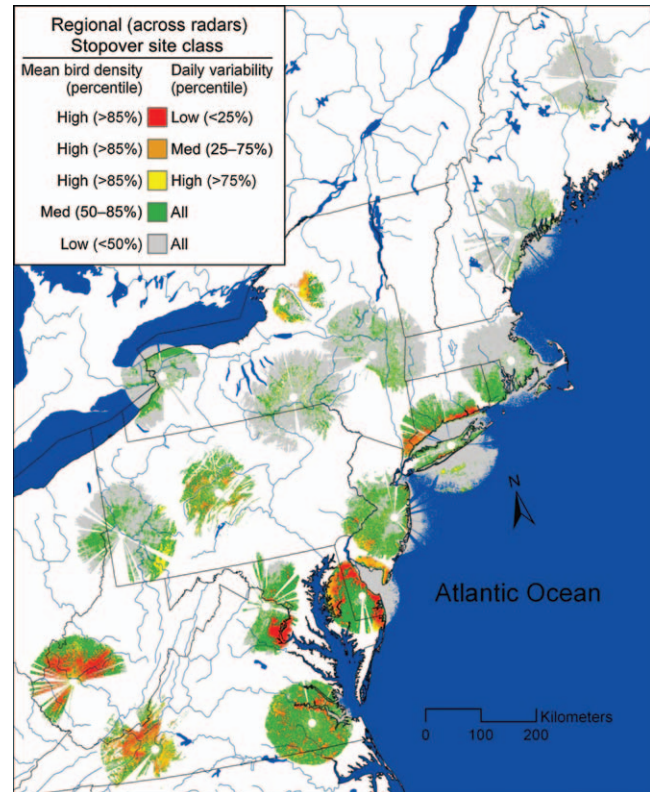 Regional (across radars)
Stopover site class
Mean bird density Daily variability
(percentile) (percentile)
High (>85%) Low (<25%)
High (>85%) Med (25–75%)
High (>85%) High (>75%)
Med (50–85%) All
Low (<50%) All
N
Atlantic Ocean
Kilometers
0 100 200